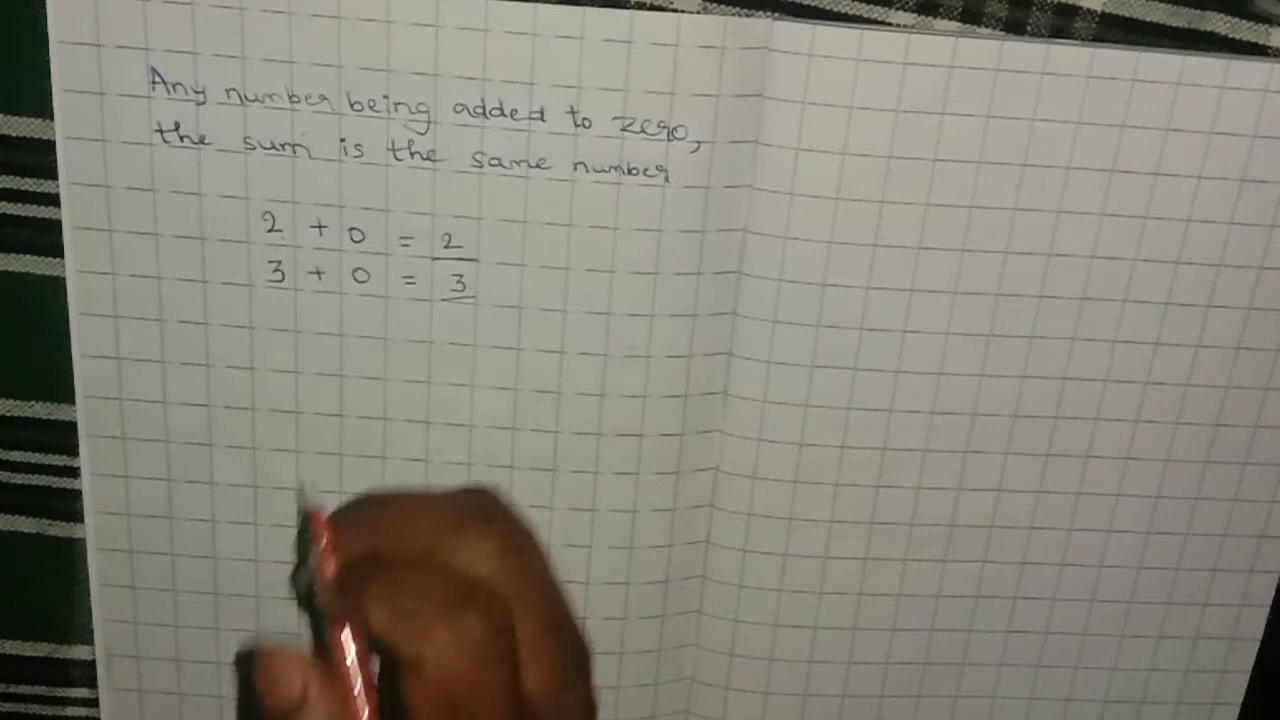 Any number being added to zero,
the sum is the same number
2 + 0 = 2
3 + 0 = 3